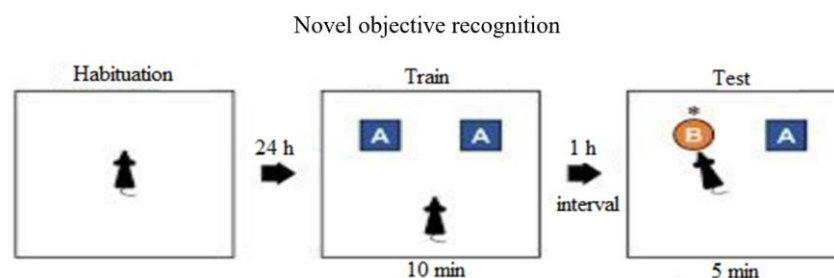 Novel objective recognition
Habituation
Train
Test
24 h
A A
1 h
interval
*
B A
10 min
5 min